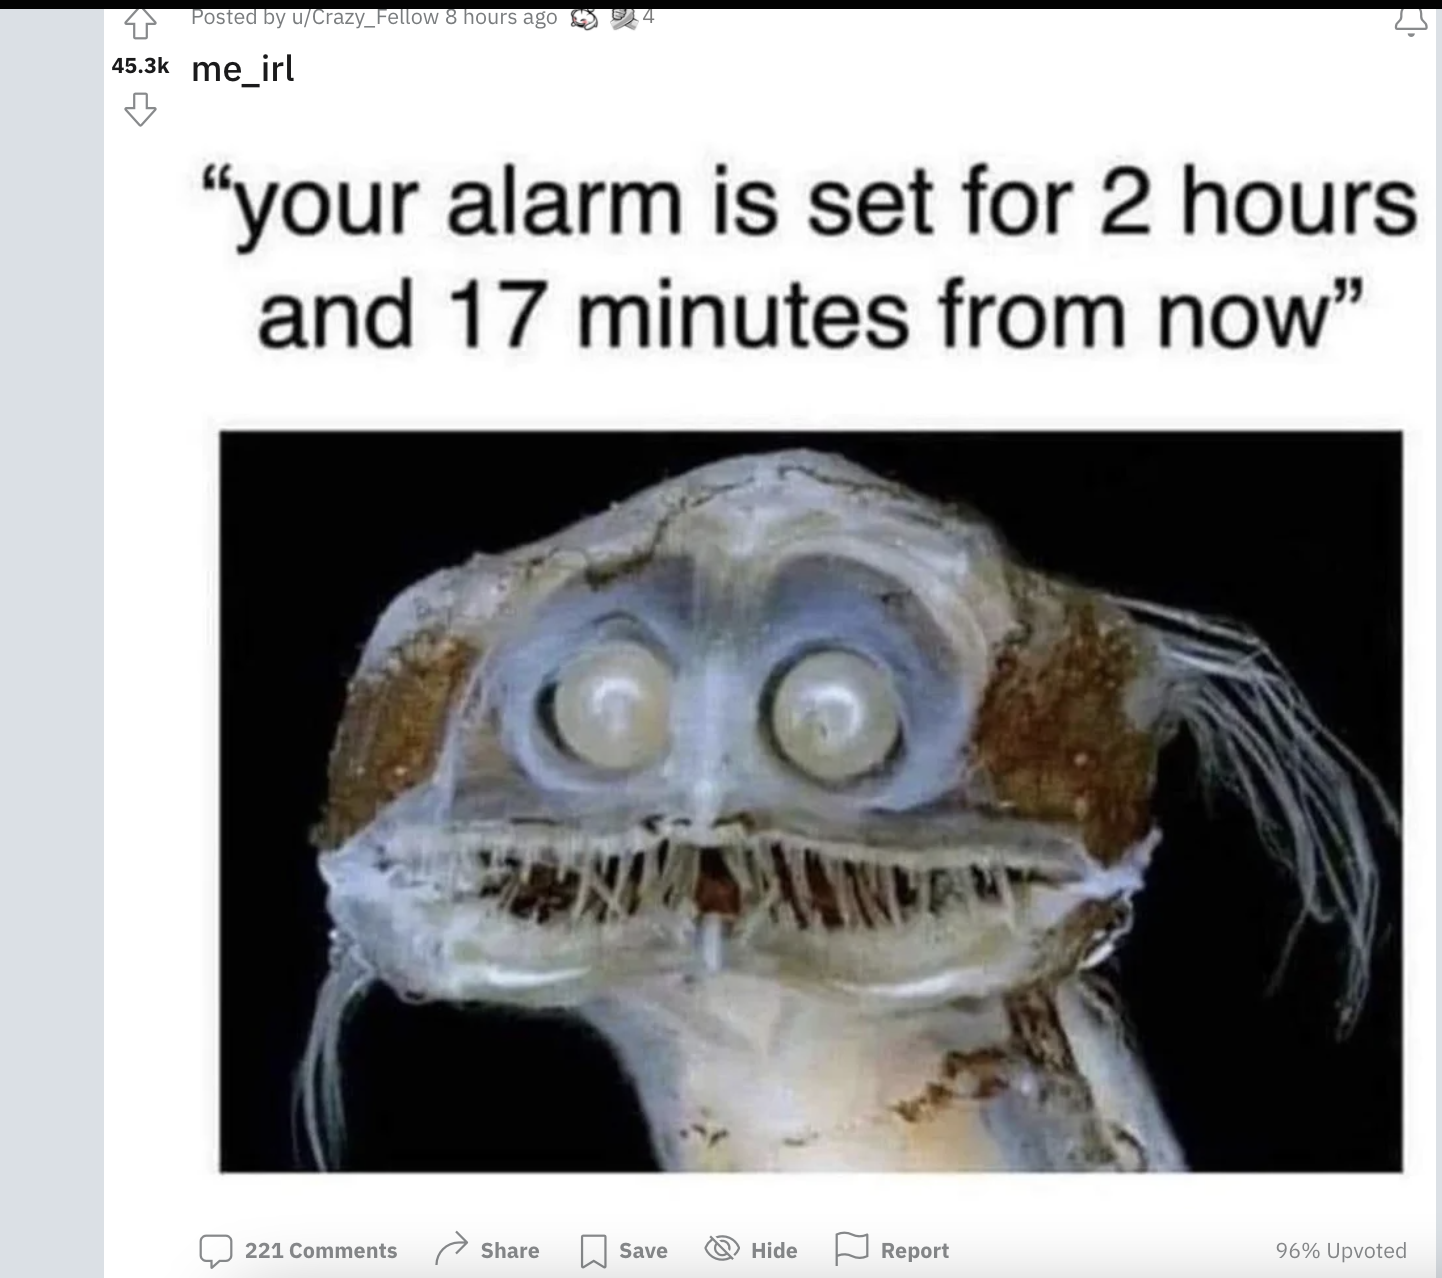 Posted by u/Crazy_Fellow 8 hours ago 4
45.3k me_irl
“your alarm is set for 2 hours
and 17 minutes from now”
221 Comments Share Save Hide Report 96% Upvoted